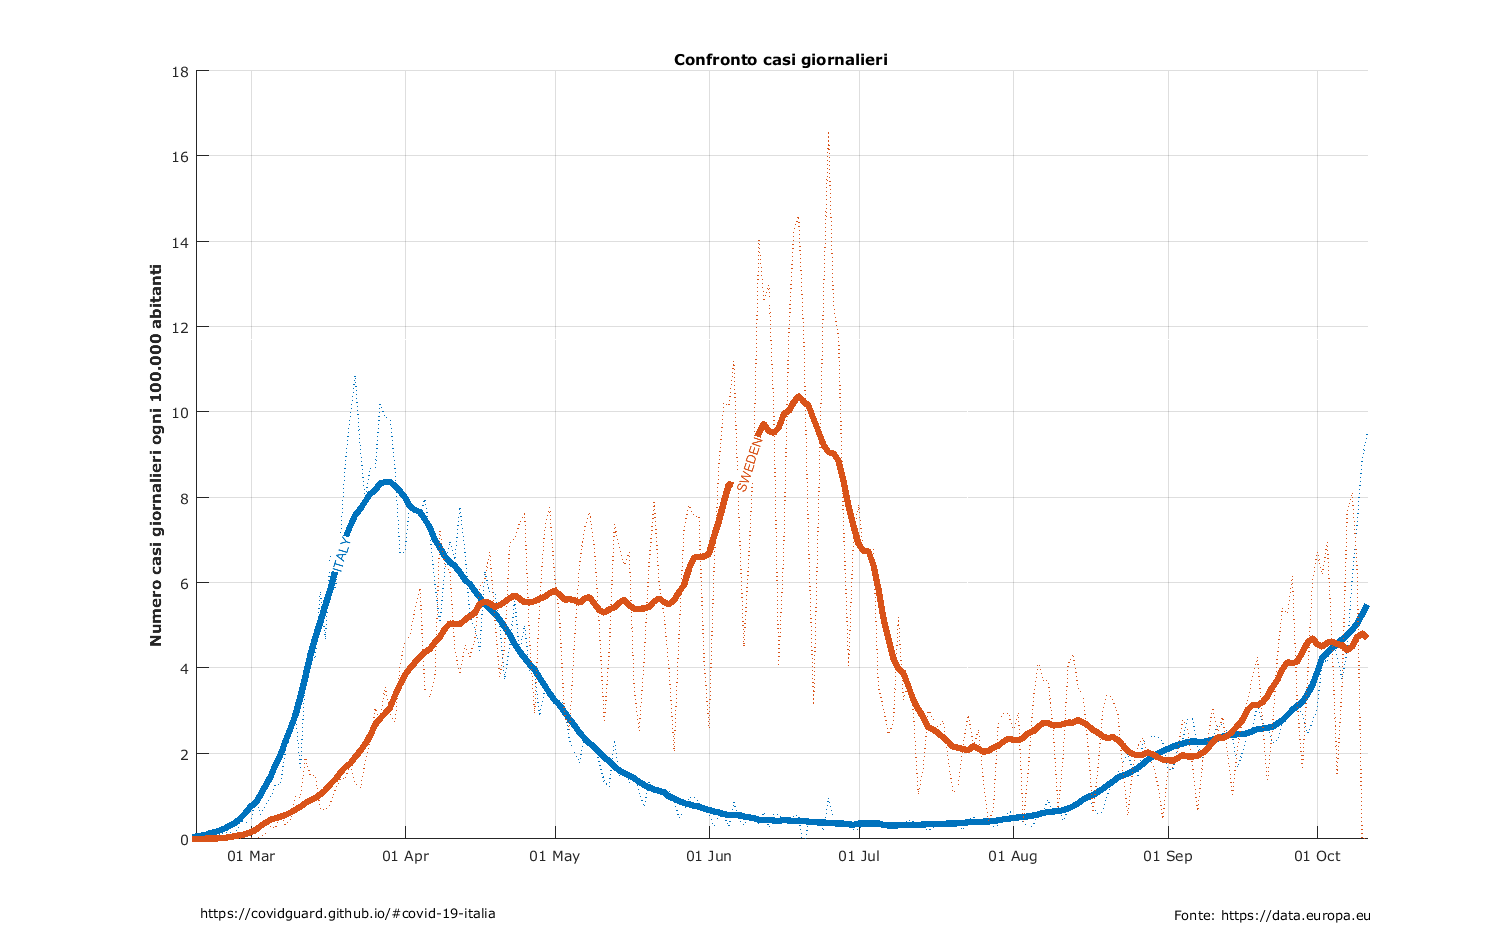 Confronto casi giornalieri
Numero casi giornalieri ogni 100.000 abitanti
18
16
14
12
10
8
6
4
2
0
ITALY
SWEDEN
01 Mar
01 Apr
01 May
01 Jun
01 Jul
01 Aug
01 Sep
01 Oct
https://covidguard.github.io/#covid-19-italia
Fonte: https://data.europa.eu